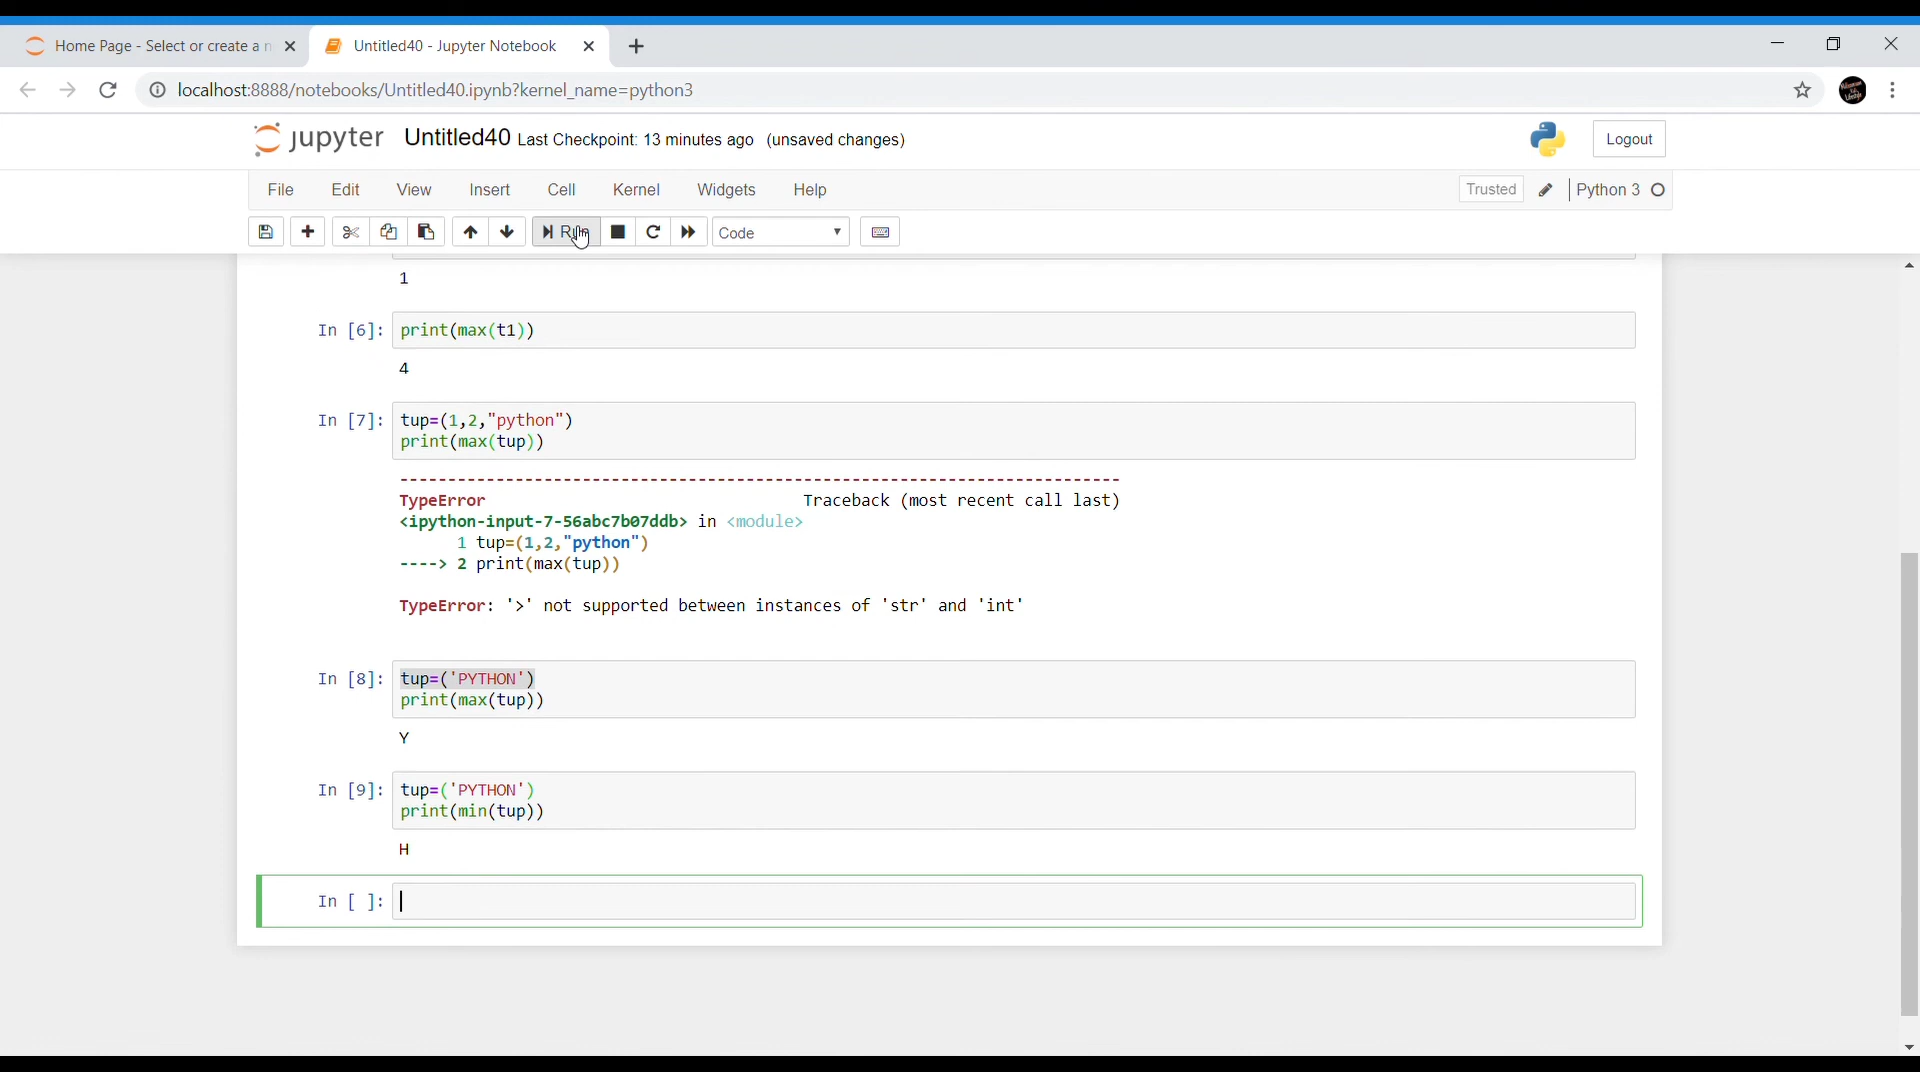 Home Page - Select or create a n
Untitled40 - Jupyter Notebook
localhost:8888/notebooks/Untitled40.ipynb?kernel_name=python3
jupyter Untitled40 Last Checkpoint: 13 minutes ago (unsaved changes)
Logout
File Edit View Insert Cell Kernel Widgets Help
Trusted Python 3
Run Code
1
In [6]: print(max(t1))
4
In [7]: tup=(1,2,"python")
print(max(tup))
---------------------------------------------------------------------------
TypeError Traceback (most recent call last)
<ipython-input-7-56abc7b07ddb> in <module>
1 tup=(1,2,"python")
----> 2 print(max(tup))
TypeError: '>' not supported between instances of 'str' and 'int'
In [8]: tup=('PYTHON')
print(max(tup))
Y
In [9]: tup=('PYTHON')
print(min(tup))
H
In [ ]: